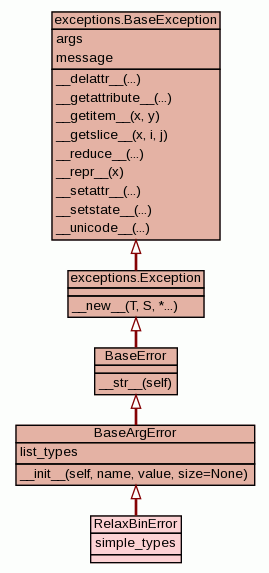 exceptions.BaseException
args
message
__delattr__(...)
__getattribute__(...)
__getitem__(x, y)
__getslice__(x, i, j)
__reduce__(...)
__repr__(x)
__setattr__(...)
__setstate__(...)
__unicode__(...)
exceptions.Exception
__new__(T, S, *...)
BaseError
__str__(self)
BaseArgError
list_types
__init__(self, name, value, size=None)
RelaxBinError
simple_types